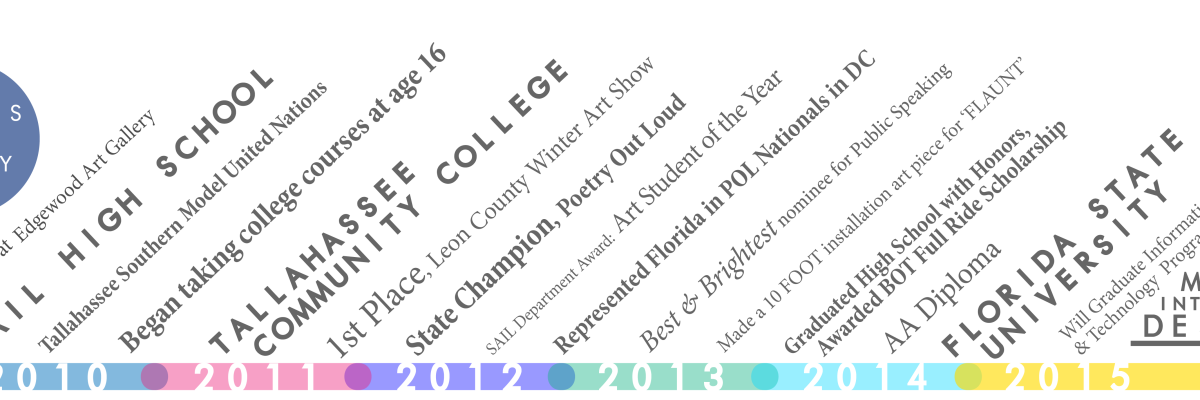 S
Y
at Edgewood Art Gallery
AIL HIGH SCHOOL
Tallahassee Southern Model United Nations
Began taking college courses at age 16
TALLAHASSEE
COMMUNITY COLLEGE
1st Place, Leon County Winter Art Show
State Champion, Poetry Out Loud
SAIL Department Award: Art Student of the Year
Represented Florida in POL Nationals in DC
Best & Brightest nominee for Public Speaking
Made a 10 FOOT installation art piece for 'FLAUNT'
Graduated High School with Honors,
Awarded BOT Full Ride Scholarship
AA Diploma
FLORIDA STATE
UNIVERSITY
Will Graduate Informati
& Technology Progra
M
INT
DE
2010 2011 2012 2013 2014 2015